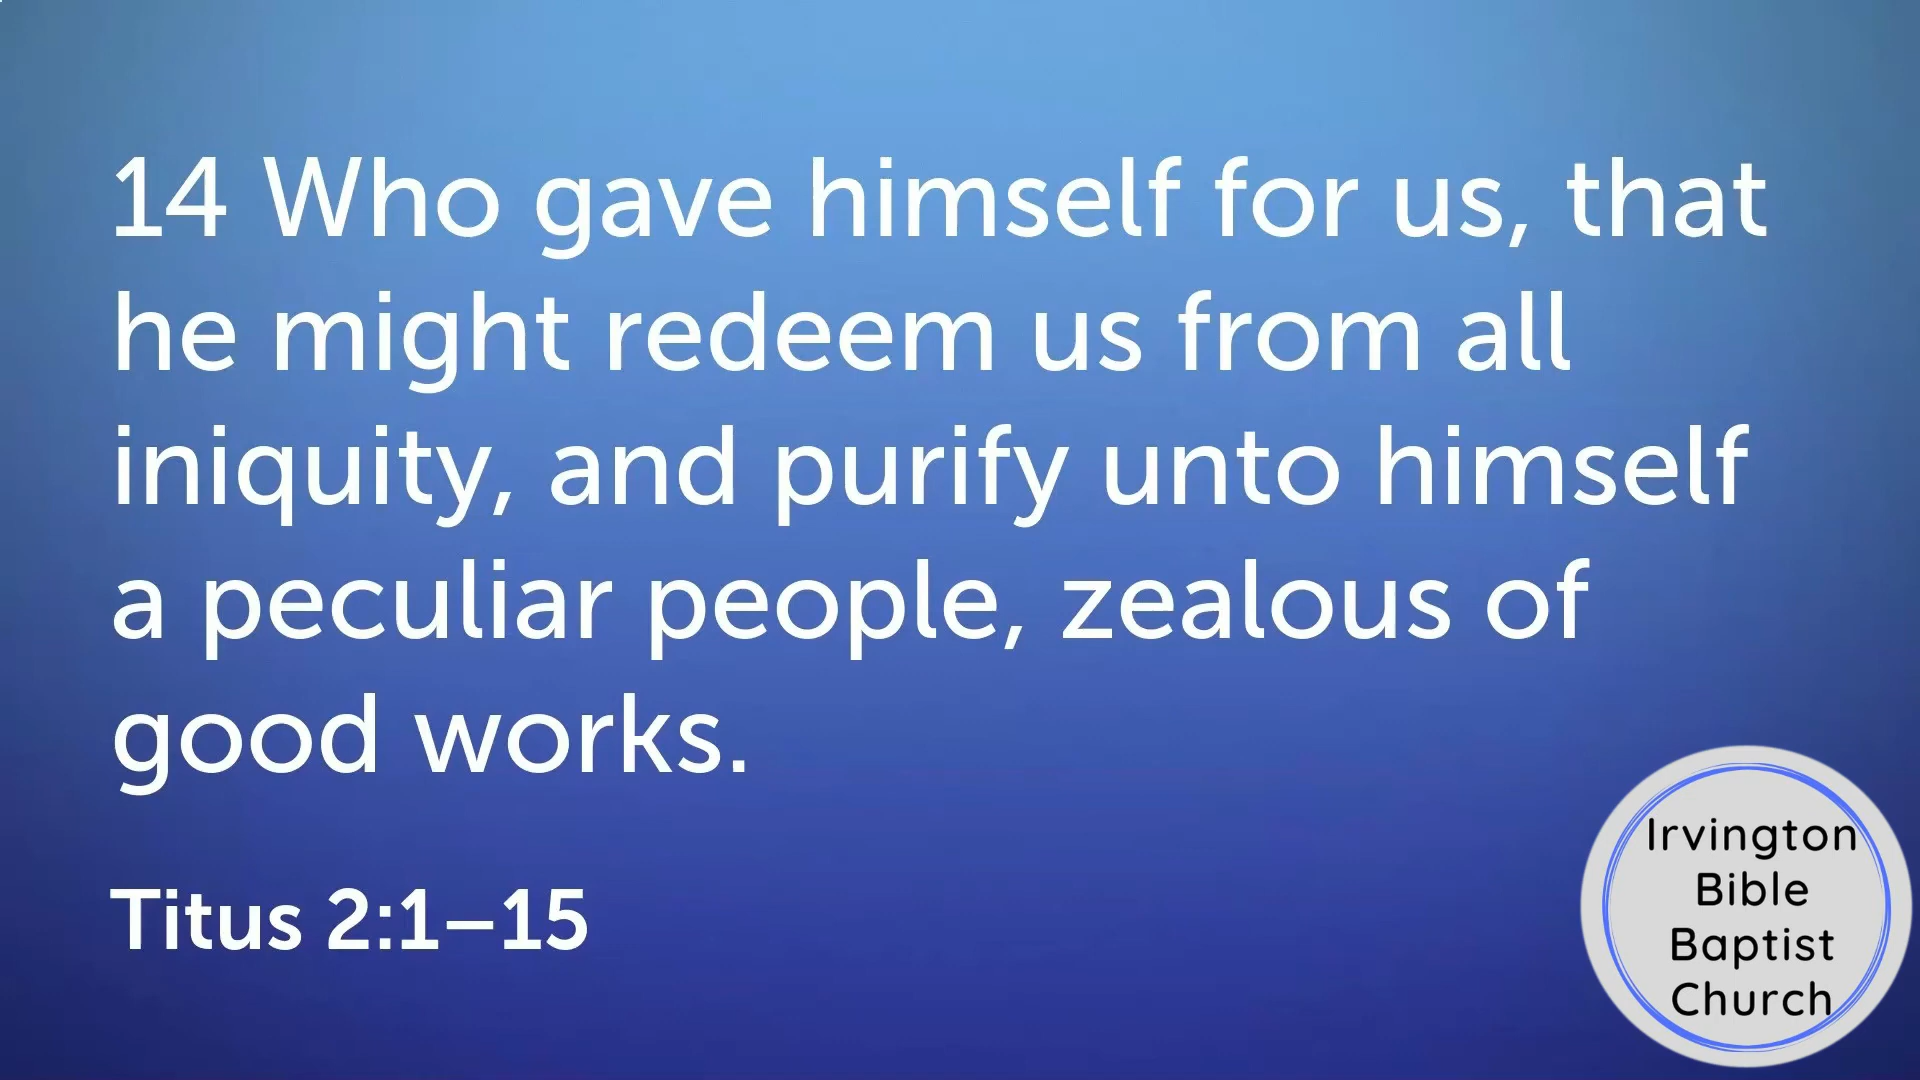 14 Who gave himself for us, that
he might redeem us from all
iniquity, and purify unto himself
a peculiar people, zealous of
good works.
Titus 2:1–15
Irvington
Bible
Baptist
Church